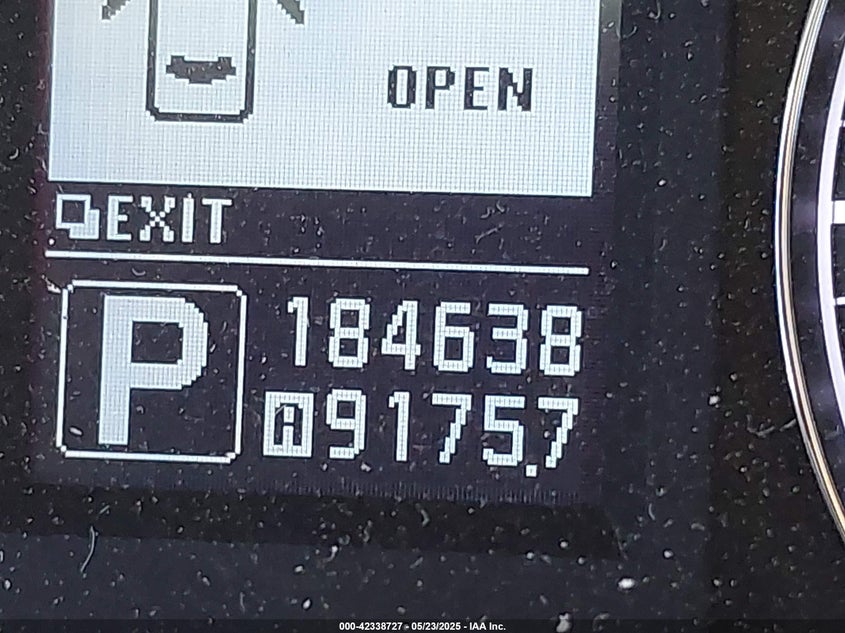 OPEN
EXIT
P
184638
A 9175.7
000-42338727 - 05/23/2025 - IAA Inc.